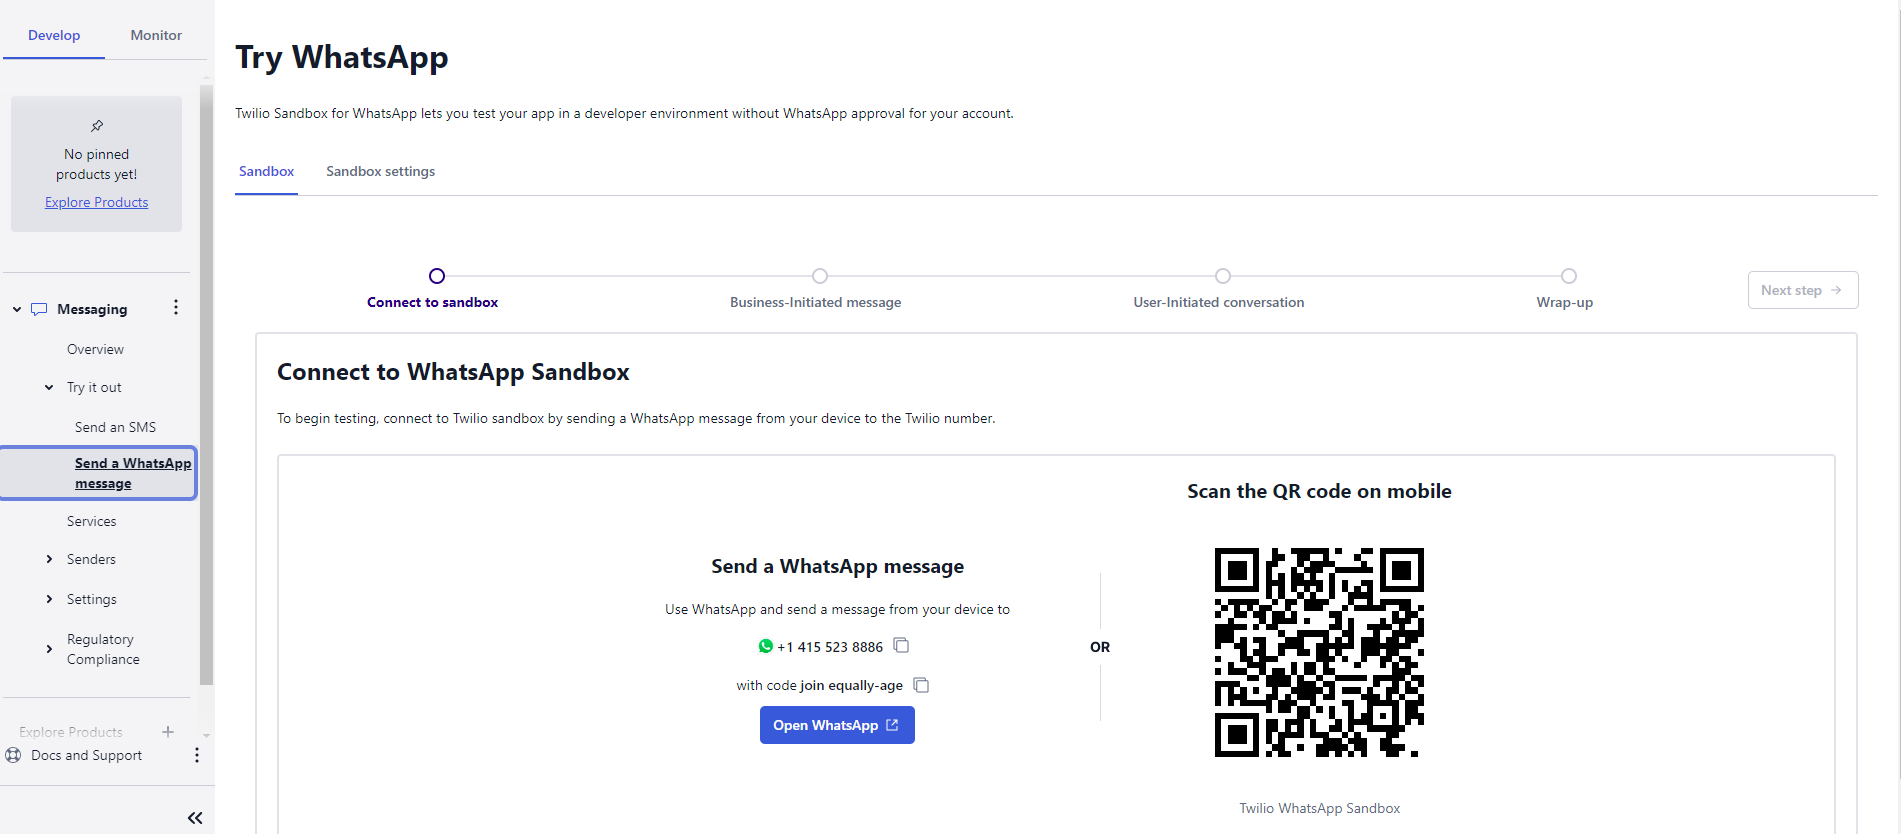 Develop
Monitor
No pinned
products yet!
Explore Products
Messaging
Overview
Try it out
Send an SMS
Send a WhatsApp
message
Services
Senders
Settings
Regulatory
Compliance
Explore Products
Docs and Support
Try WhatsApp
Twilio Sandbox for WhatsApp lets you test your app in a developer environment without WhatsApp approval for your account.
Sandbox
Sandbox settings
Connect to sandbox
Business-Initiated message
User-Initiated conversation
Wrap-up
Next step
Connect to WhatsApp Sandbox
To begin testing, connect to Twilio sandbox by sending a WhatsApp message from your device to the Twilio number.
Send a WhatsApp message
Use WhatsApp and send a message from your device to
+1 415 523 8886
with code join equally-age
Open WhatsApp
OR
Scan the QR code on mobile
Twilio WhatsApp Sandbox